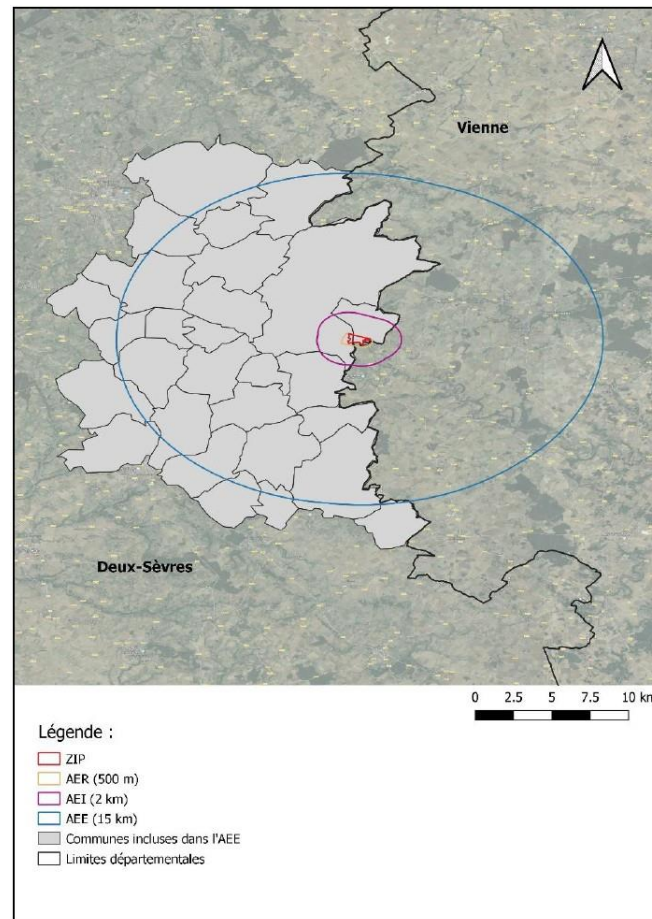 Vienne
Deux-Sèvres
0 2.5 5 7.5 10 km
Légende :
ZIP
AER (500 m)
AEI (2 km)
AEE (15 km)
Communes incluses dans l'AEE
Limites départementales